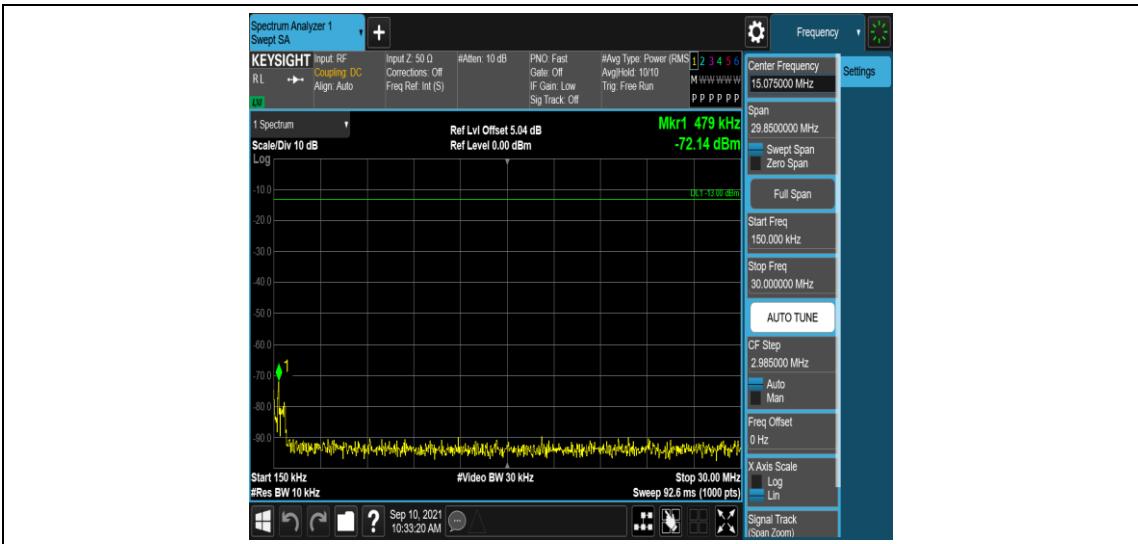 Spectrum Analyzer 1
Swept SA
+
Frequency
KEYSIGHT
RL
LNI
Input: RF
Coupling: DC
Align: Auto
Input Z: 50 Ω
Corrections: Off
Freq Ref: Int (S)
#Atten: 10 dB
PNO: Fast
Gate: Off
IF Gain: Low
Sig Track: Off
#Avg Type: Power (RMS
Avg|Hold: 10/10
Trig: Free Run
1 2 3 4 5 6
M W W W W W
P P P P P P
1 Spectrum
Scale/Div 10 dB
Log
Ref Lvl Offset 5.04 dB
Ref Level 0.00 dBm
Mkr1 479 kHz
-72.14 dBm
DL1 -13.00 dBm
-10.0
-20.0
-30.0
-40.0
-50.0
-60.0
-70.0
-80.0
-90.0
1
Start 150 kHz
#Res BW 10 kHz
#Video BW 30 kHz
Stop 30.00 MHz
Sweep 92.6 ms (1000 pts)
?
Sep 10, 2021
10:33:20 AM
Center Frequency
15.075000 MHz
Settings
Span
29.8500000 MHz
Swept Span
Zero Span
Full Span
Start Freq
150.000 kHz
Stop Freq
30.000000 MHz
AUTO TUNE
CF Step
2.985000 MHz
Auto
Man
Freq Offset
0 Hz
X Axis Scale
Log
Lin
Signal Track
(Span Zoom)